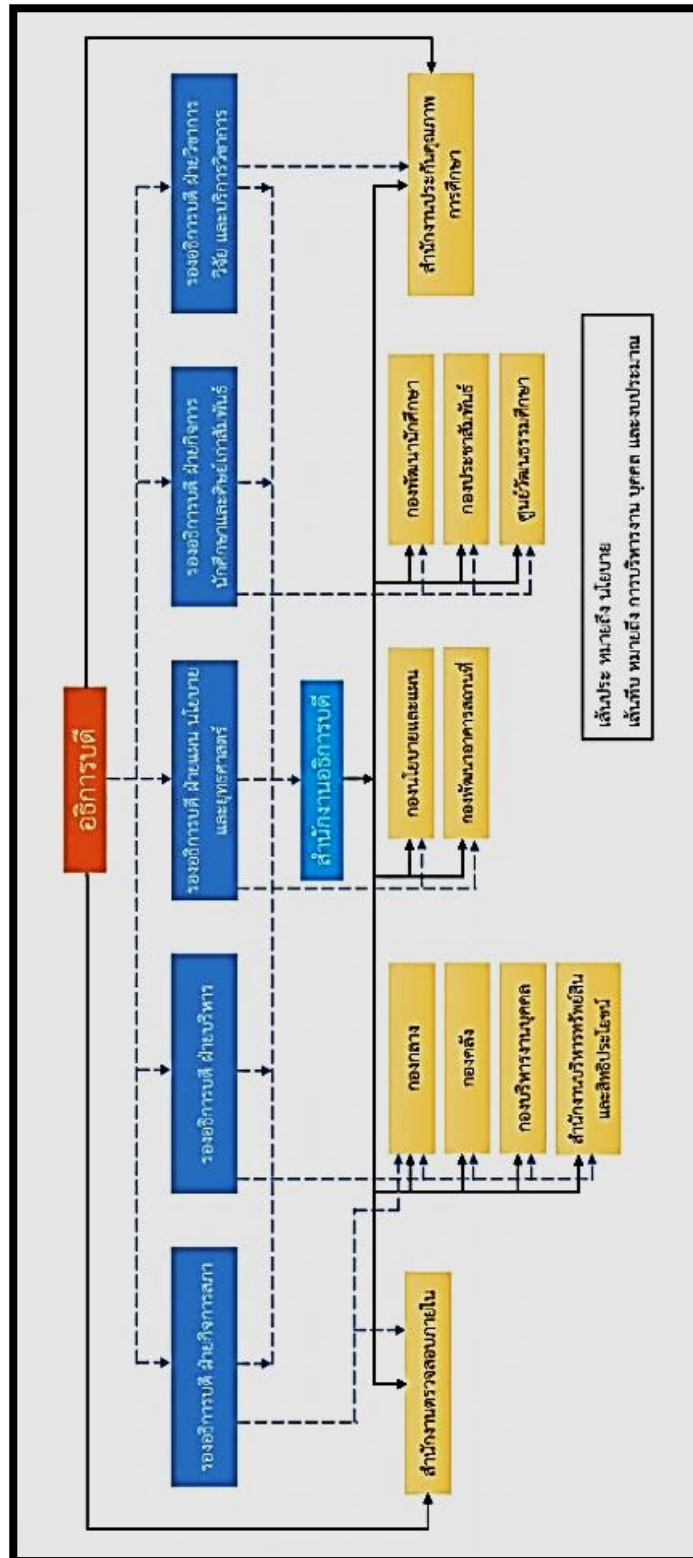 อธิการบดี
รองอธิการบดี ฝ่ายกิจการสภา
รองอธิการบดี ฝ่ายบริหาร
รองอธิการบดี ฝ่ายแผน นโยบาย
และยุทธศาสตร์
รองอธิการบดี ฝ่ายกิจการ
นักศึกษาและศิษย์เก่าสัมพันธ์
รองอธิการบดี ฝ่ายวิชาการ
วิจัย และบริการวิชาการ
สำนักงานอธิการบดี
สำนักงานตรวจสอบภายใน
กองกลาง
กองคลัง
กองบริหารงานบุคคล
สำนักงานบริหารทรัพย์สิน
และสิทธิประโยชน์
กองนโยบายและแผน
กองพัฒนาอาคารสถานที่
กองพัฒนานักศึกษา
กองประชาสัมพันธ์
ศูนย์วัฒนธรรมศึกษา
สำนักงานประกันคุณภาพ
การศึกษา
เส้นประ หมายถึง นโยบาย
เส้นทึบ หมายถึง การบริหารงาน บุคคล และงบประมาณ